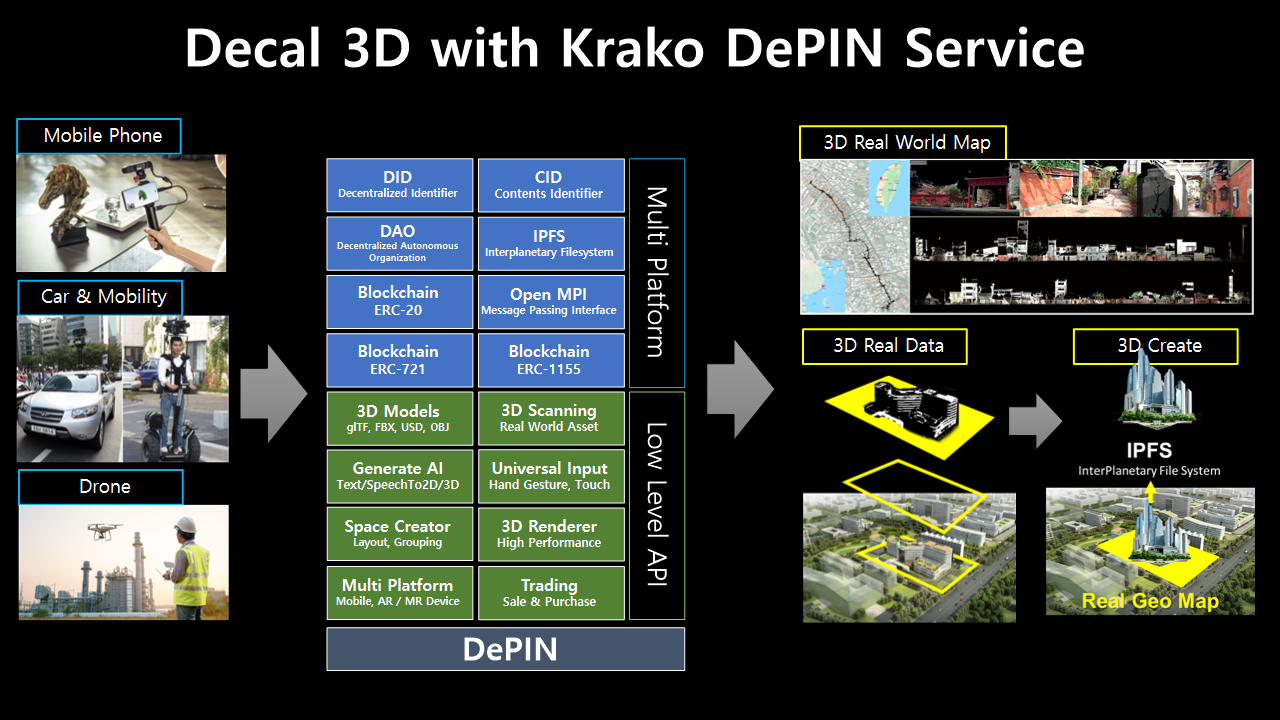 Decal 3D with Krako DePIN Service
Mobile Phone
Car & Mobility
Drone
DID
Decentralized Identifier
CID
Contents Identifier
DAO
Decentralized Autonomous
Organization
IPFS
Interplanetary Filesystem
Blockchain
ERC-20
Open MPI
Message Passing Interface
Blockchain
ERC-721
Blockchain
ERC-1155
Multi Platform
3D Models
glTF, FBX, USD, OBJ
3D Scanning
Real World Asset
Generate AI
Text/SpeechTo2D/3D
Universal Input
Hand Gesture, Touch
Space Creator
Layout, Grouping
3D Renderer
High Performance
Multi Platform
Mobile, AR / MR Device
Trading
Sale & Purchase
Low Level API
DePIN
3D Real World Map
3D Real Data
3D Create
IPFS
InterPlanetary File System
Real Geo Map